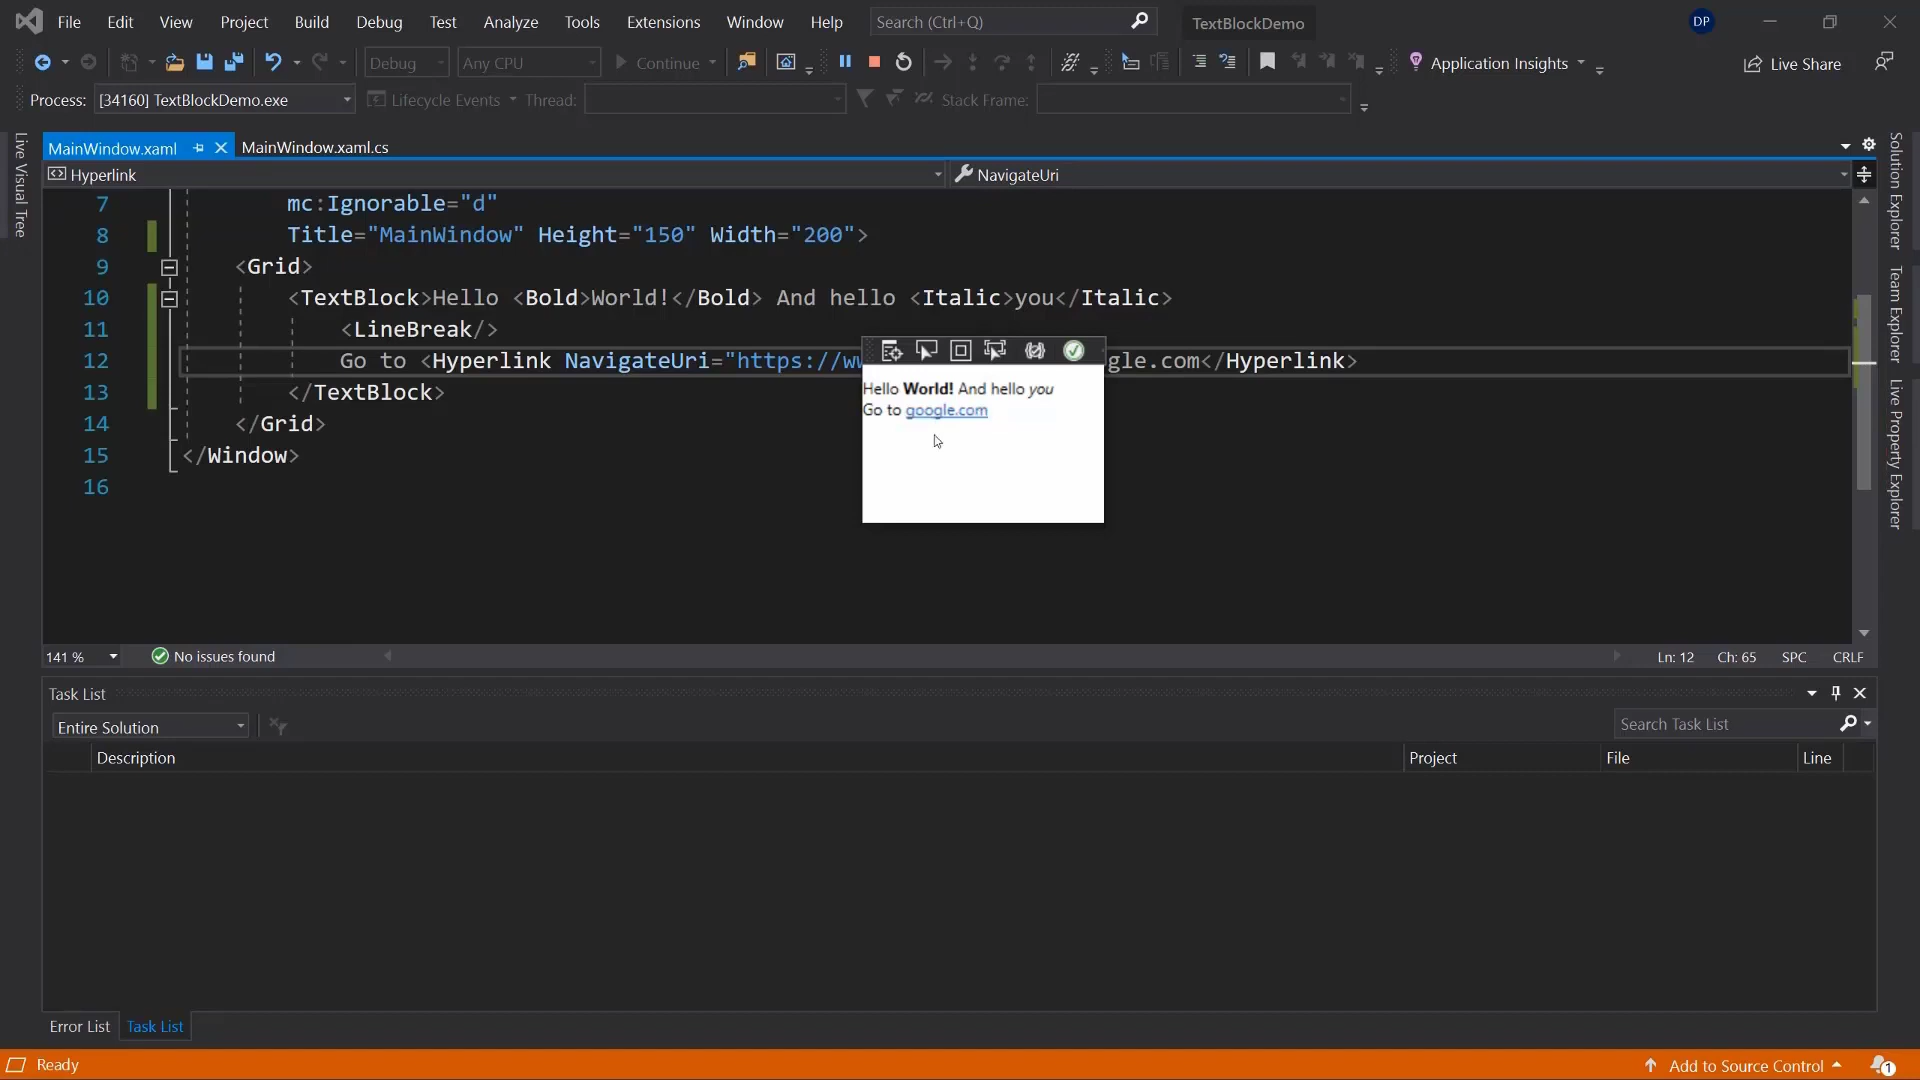 File Edit View Project Build Debug Test Analyze Tools Extensions Window Help Search (Ctrl+Q) TextBlockDemo DP
Debug Any CPU Continue Application Insights Live Share
Process: [34160] TextBlockDemo.exe Lifecycle Events Thread: Stack Frame:
MainWindow.xaml MainWindow.xaml.cs
Hyperlink NavigateUri
Live Visual Tree
Solution Explorer
Team Explorer
Live Property Explorer
7 mc:Ignorable="d"
8 Title="MainWindow" Height="150" Width="200">
9 <Grid>
10 <TextBlock>Hello <Bold>World!</Bold> And hello <Italic>you</Italic>
11 <LineBreak/>
12 Go to <Hyperlink NavigateUri="https://ww gle.com</Hyperlink>
13 </TextBlock>
14 </Grid>
15 </Window>
16
Hello World! And hello you
Go to google.com
141 % No issues found Ln: 12 Ch: 65 SPC CRLF
Task List
Entire Solution Search Task List
Description Project File Line
Error List Task List
Ready Add to Source Control 1